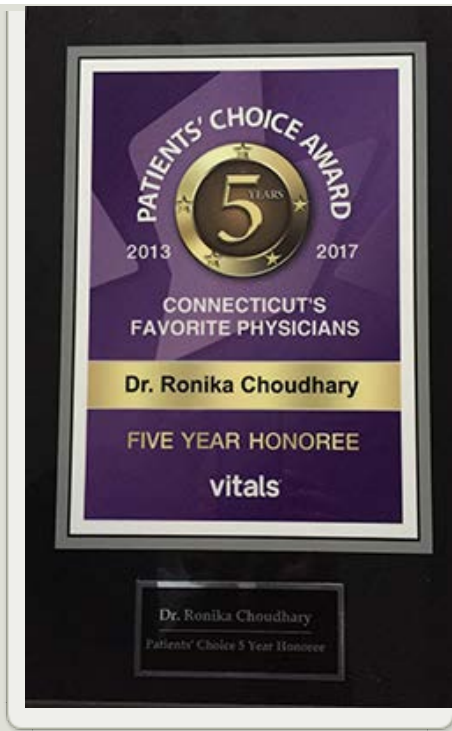 PATIENTS' CHOICE AWARD
5 YEARS
2013 2017
CONNECTICUT'S
FAVORITE PHYSICIANS
Dr. Ronika Choudhary
FIVE YEAR HONOREE
vitals
Dr. Ronika Choudhary
Patients' Choice 5 Year Honoree